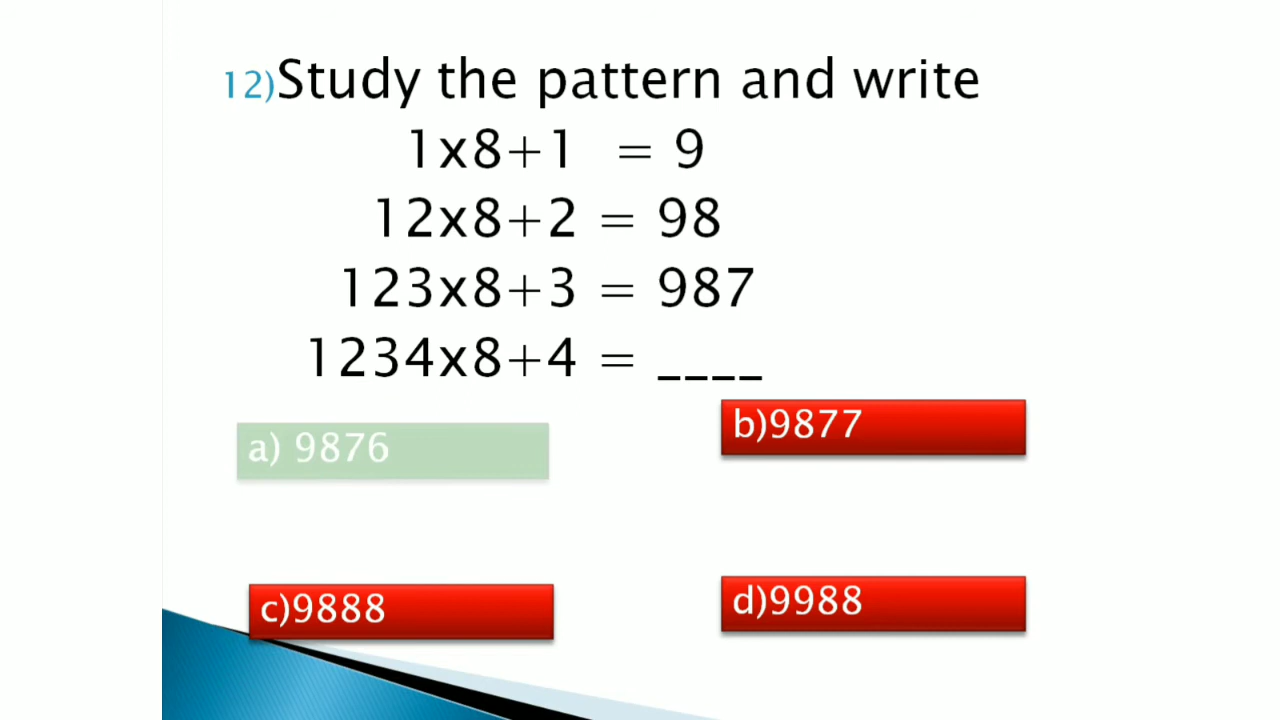 12)Study the pattern and write
1x8+1 = 9
12x8+2 = 98
123x8+3 = 987
1234x8+4 = ____
a) 9876
b)9877
c)9888
d)9988